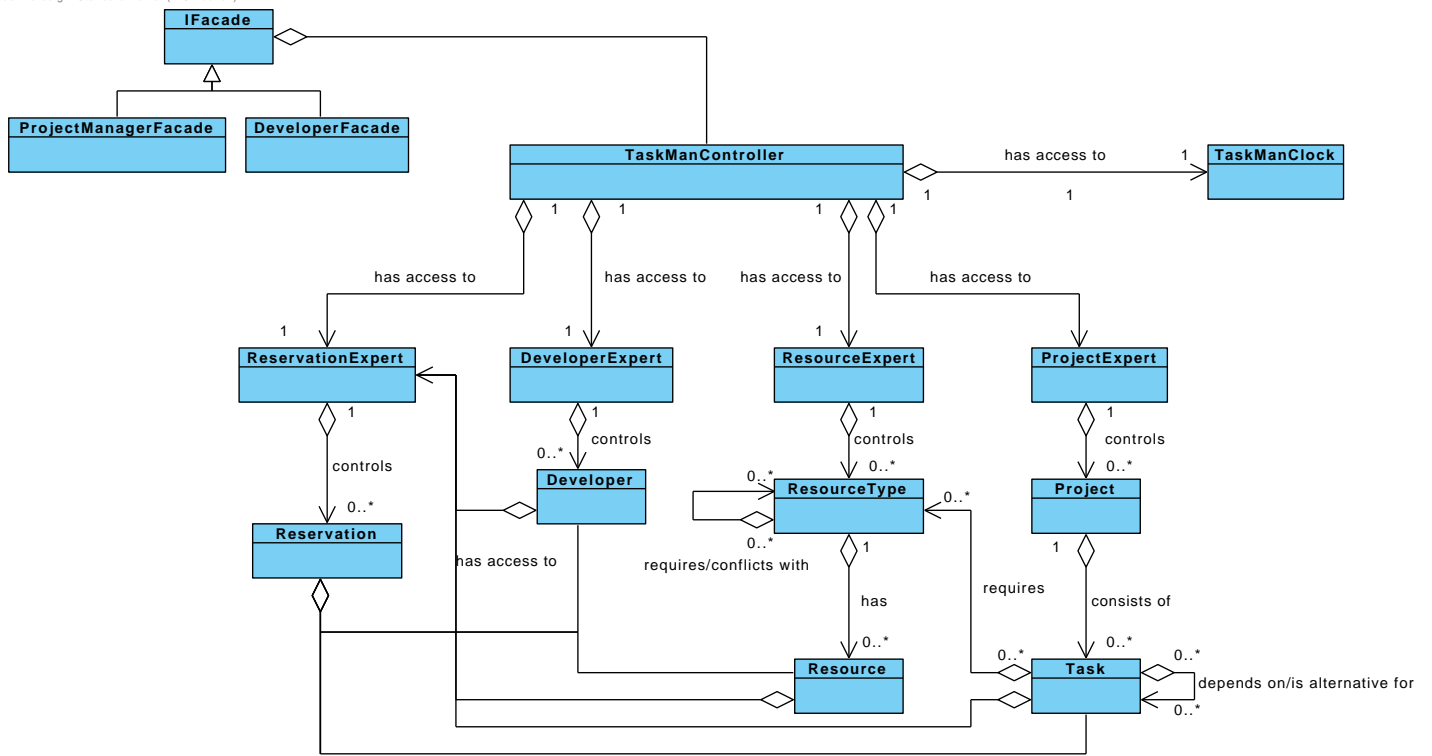 IFacade
ProjectManagerFacade
DeveloperFacade
TaskManController
has access to
1
TaskManClock
1
1
1
1
1
1
has access to
has access to
has access to
has access to
1
1
1
ReservationExpert
DeveloperExpert
ResourceExpert
ProjectExpert
1
1
1
1
controls
controls
controls
0..*
controls
0..*
0..*
0..*
Developer
ResourceType
Project
0..*
0..*
Reservation
0..*
1
1
has access to
requires/conflicts with
requires
has
consists of
0..*
0..*
0..*
0..*
Resource
Task
depends on/is alternative for
0..*